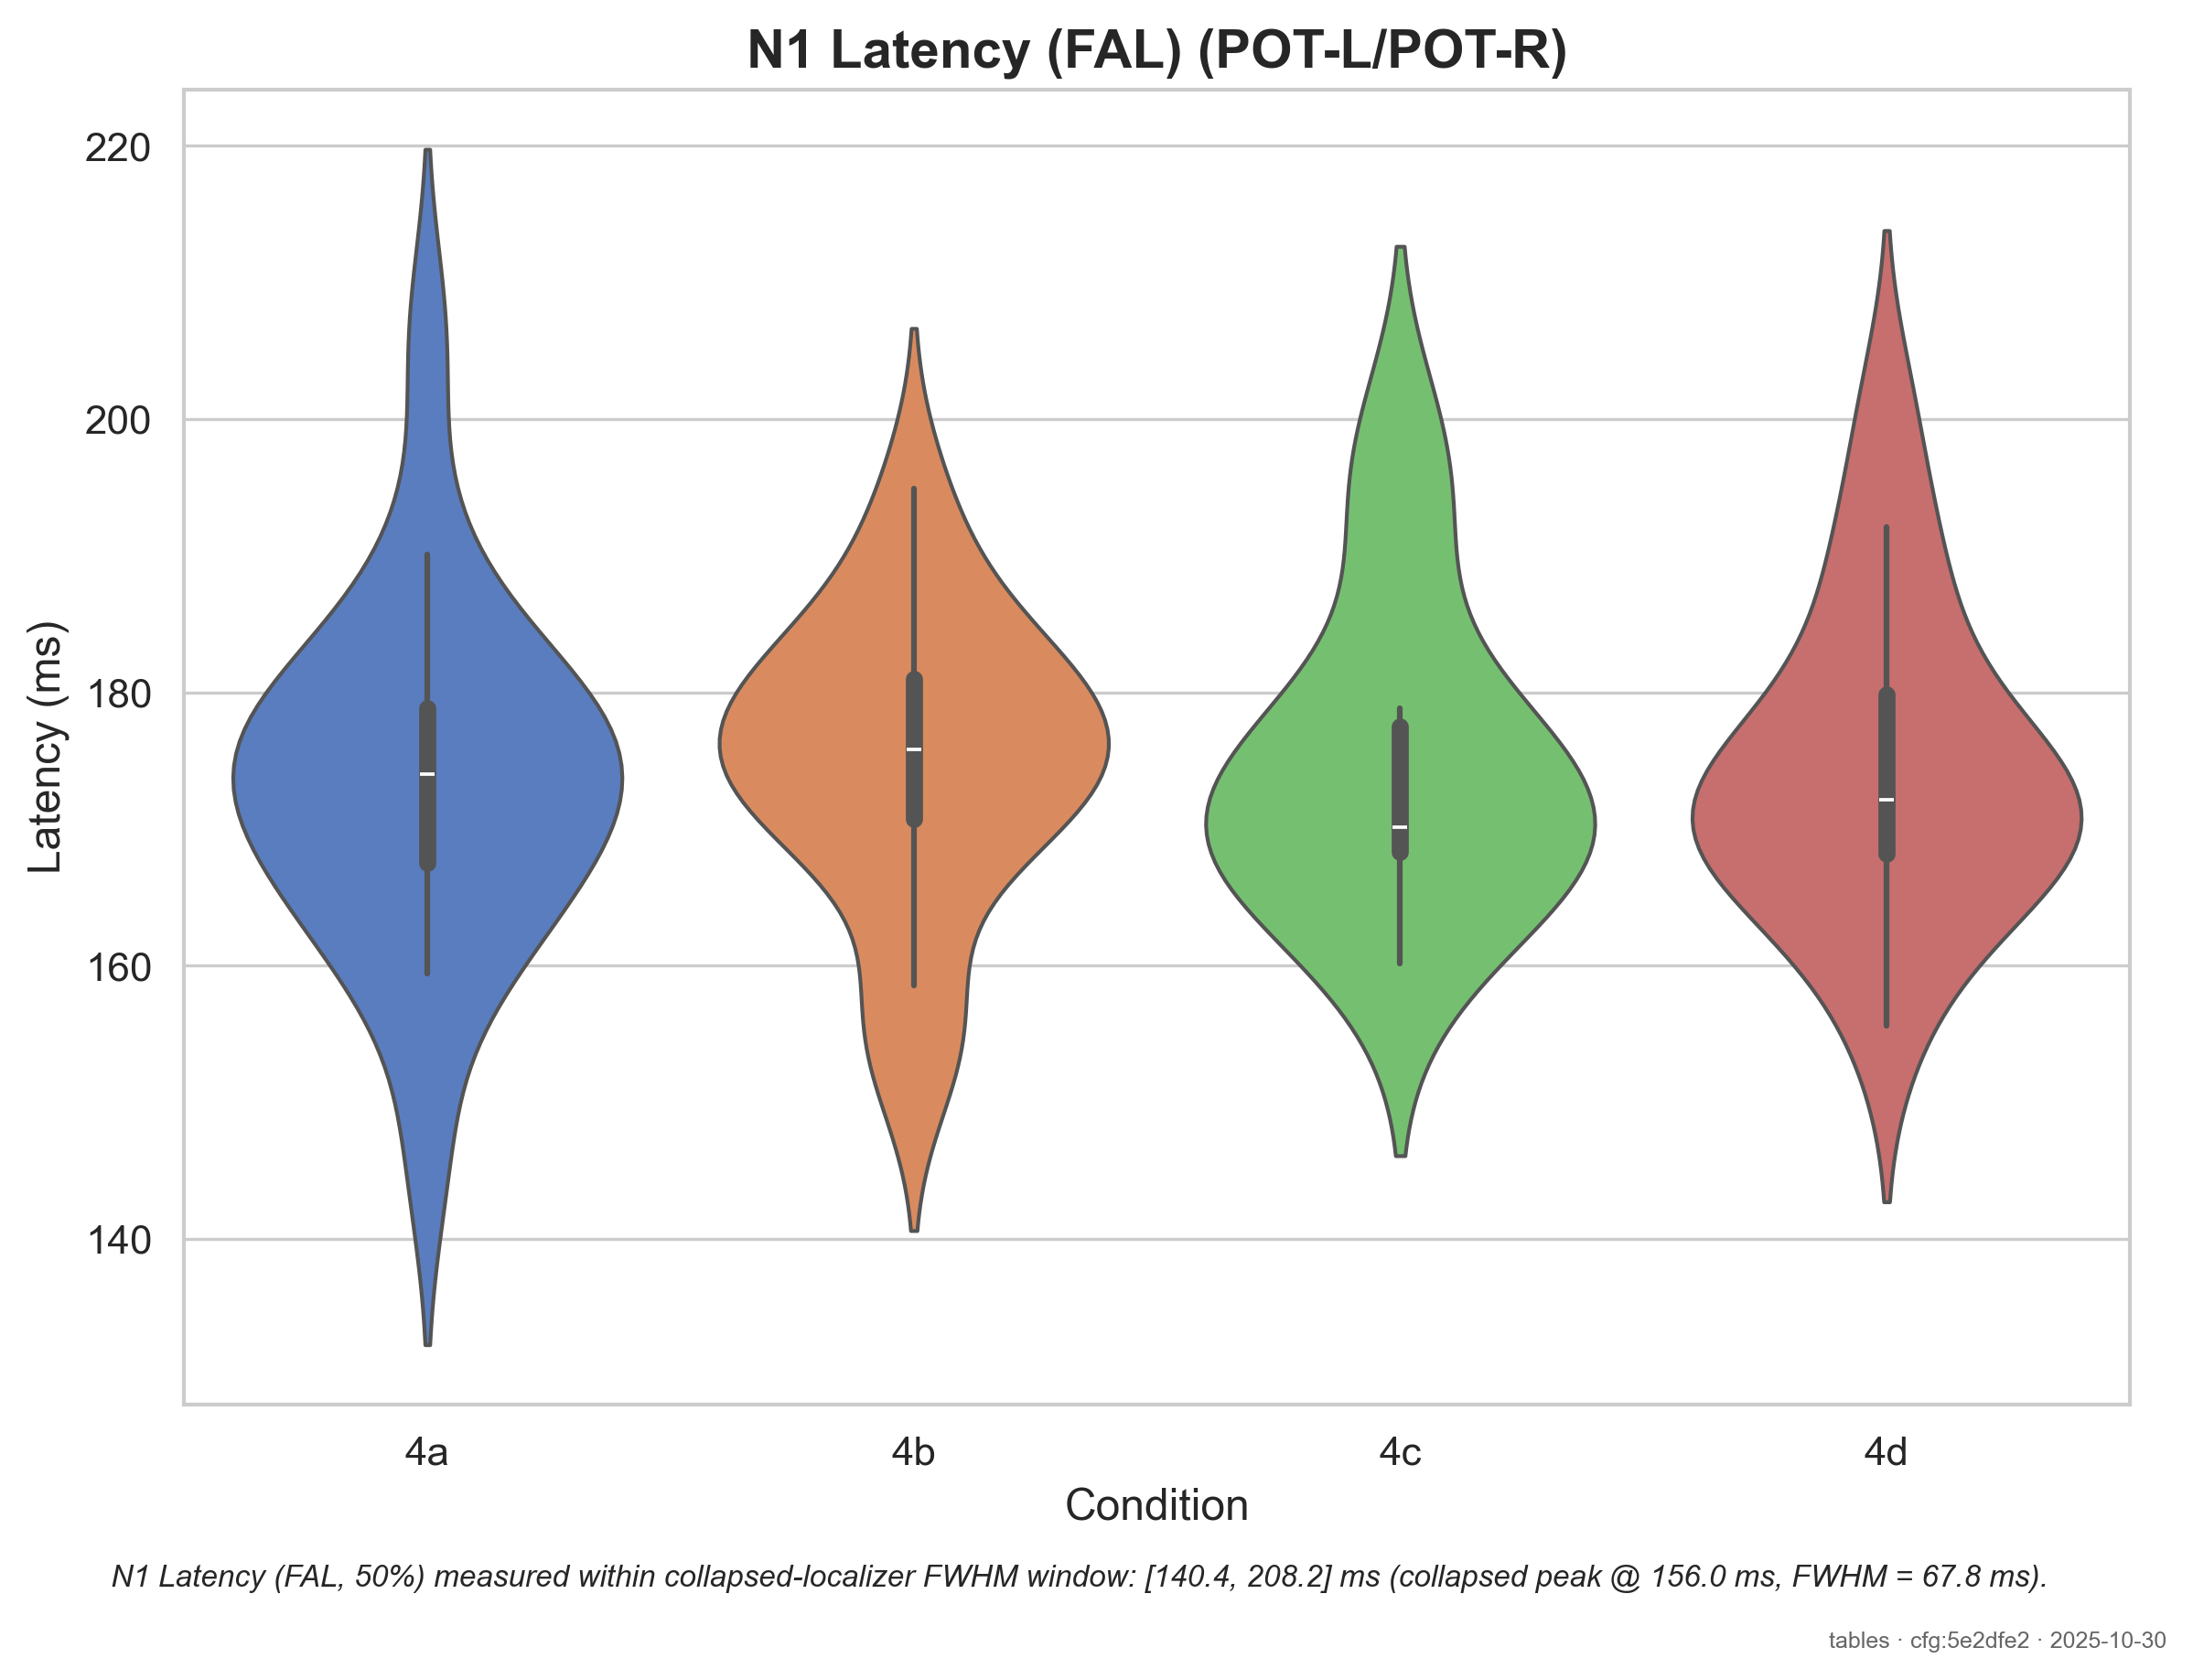 N1 Latency (FAL) (POT-L/POT-R)
Latency (ms)
220
200
180
160
140
4a 4b 4c 4d
Condition
N1 Latency (FAL, 50%) measured within collapsed-localizer FWHM window: [140.4, 208.2] ms (collapsed peak @ 156.0 ms, FWHM = 67.8 ms).
tables · cfg:5e2dfe2 · 2025-10-30